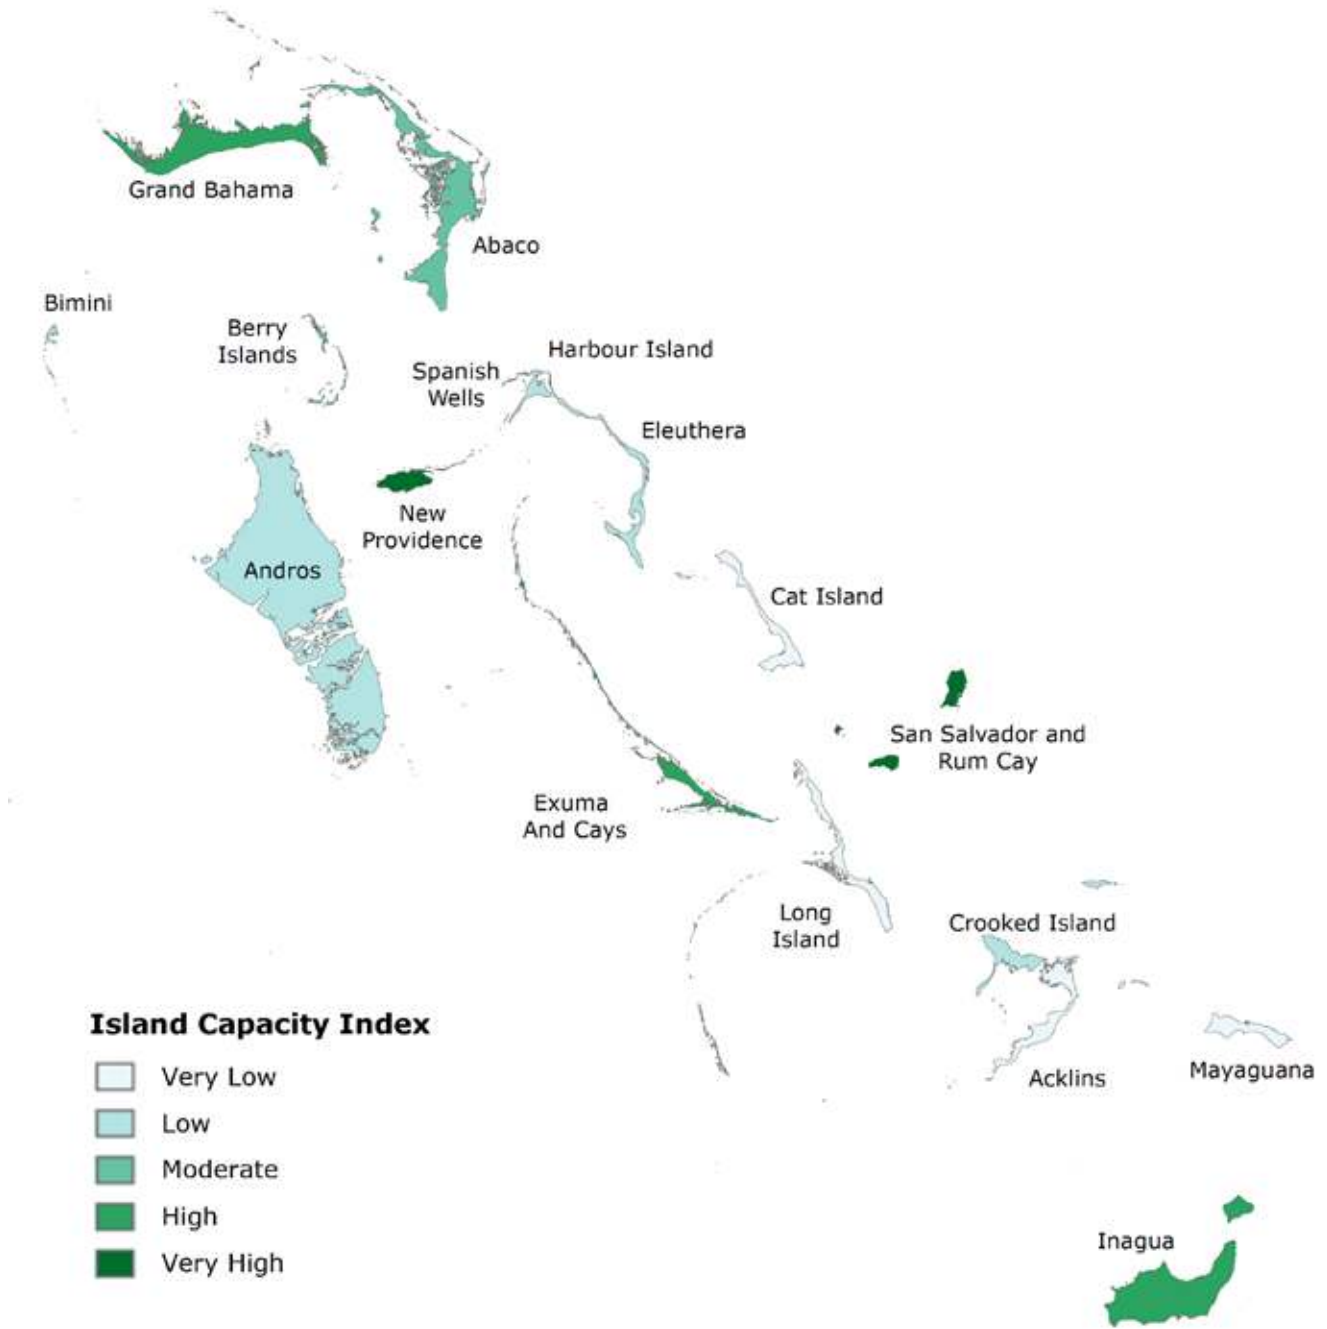 Grand Bahama
Abaco
Bimini
Berry
Islands
Harbour Island
Spanish
Wells
Eleuthera
New
Providence
Andros
Cat Island
San Salvador and
Rum Cay
Exuma
And Cays
Long
Island
Crooked Island
Acklins
Mayaguana
Inagua
Island Capacity Index
Very Low
Low
Moderate
High
Very High